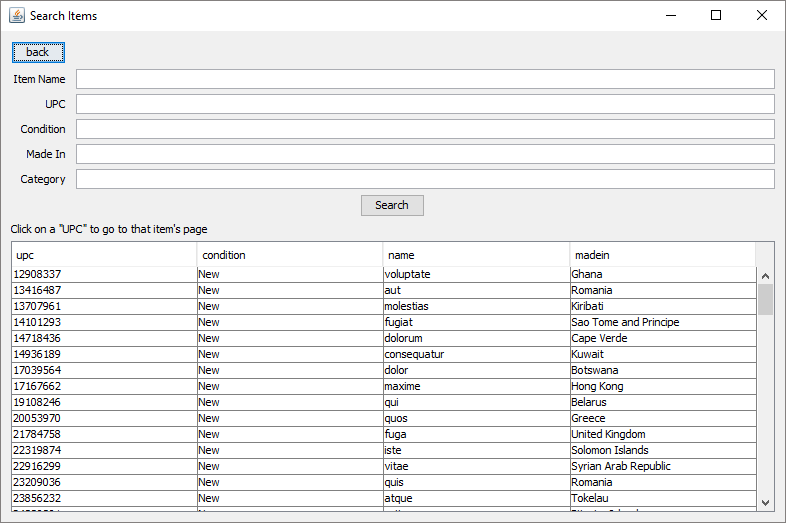 Search Items
back
Item Name
UPC
Condition
Made In
Category
Search
Click on a "UPC" to go to that item's page
upc condition name madein
12908337 New voluptate Ghana
13416487 New aut Romania
13707961 New molestias Kiribati
14101293 New fugiat Sao Tome and Principe
14718436 New dolorum Cape Verde
14936189 New consequatur Kuwait
17039564 New dolor Botswana
17167662 New maxime Hong Kong
19108246 New qui Belarus
20053970 New quos Greece
21784758 New fuga United Kingdom
22319874 New iste Solomon Islands
22916299 New vitae Syrian Arab Republic
23209036 New quis Romania
23856232 New atque Tokelau